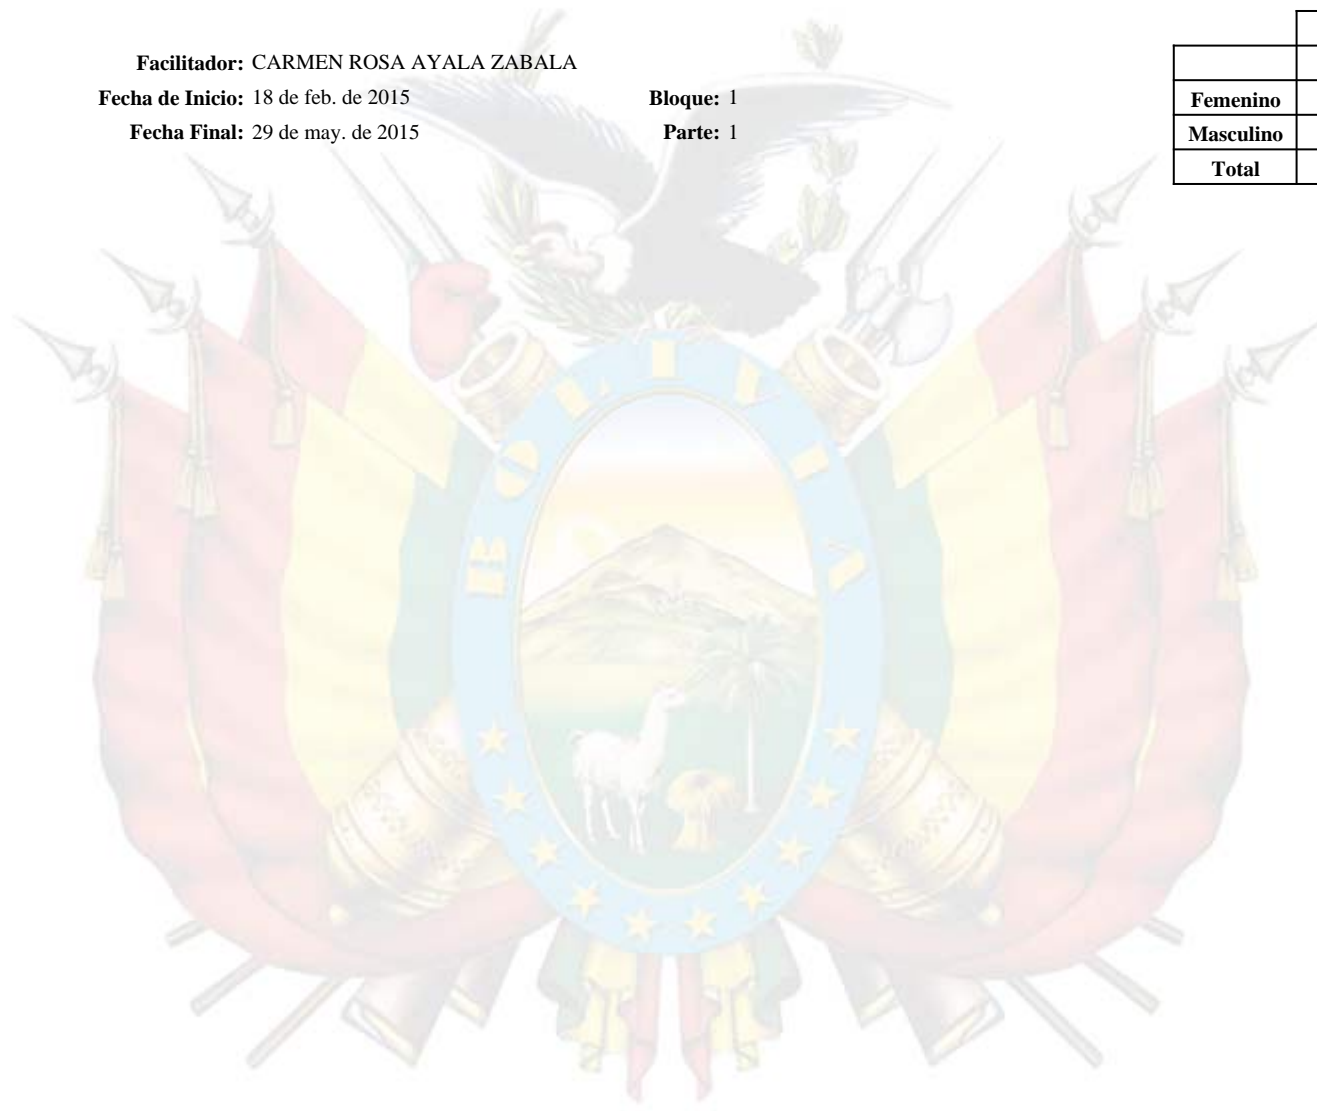 Facilitador: CARMEN ROSA AYALA ZABALA
Fecha de Inicio: 18 de feb. de 2015 Bloque: 1
Fecha Final: 29 de may. de 2015 Parte: 1
Femenino
Masculino
Total
BOLIVIA